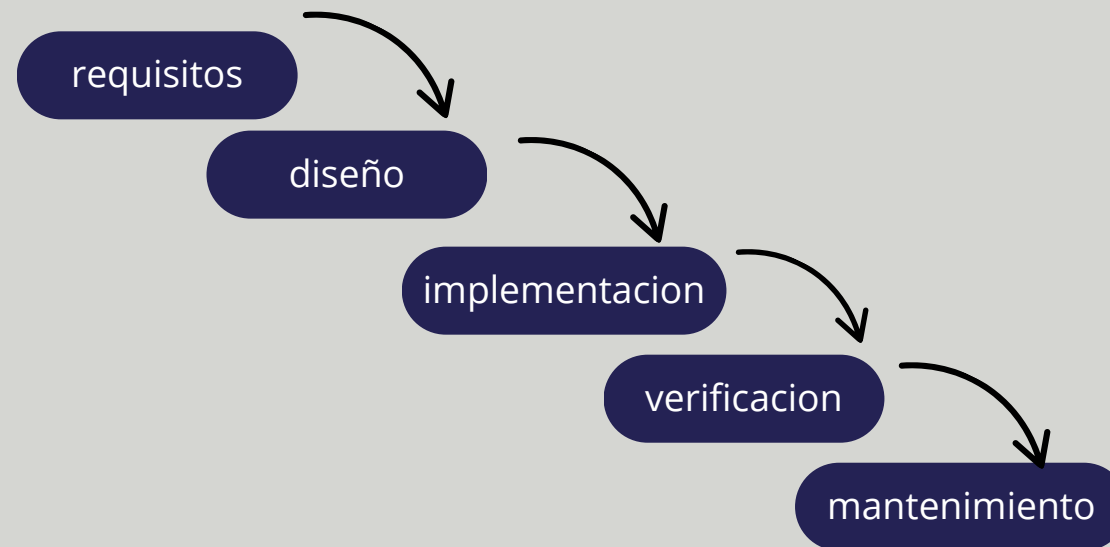 requisitos
diseño
implementacion
verificacion
mantenimiento